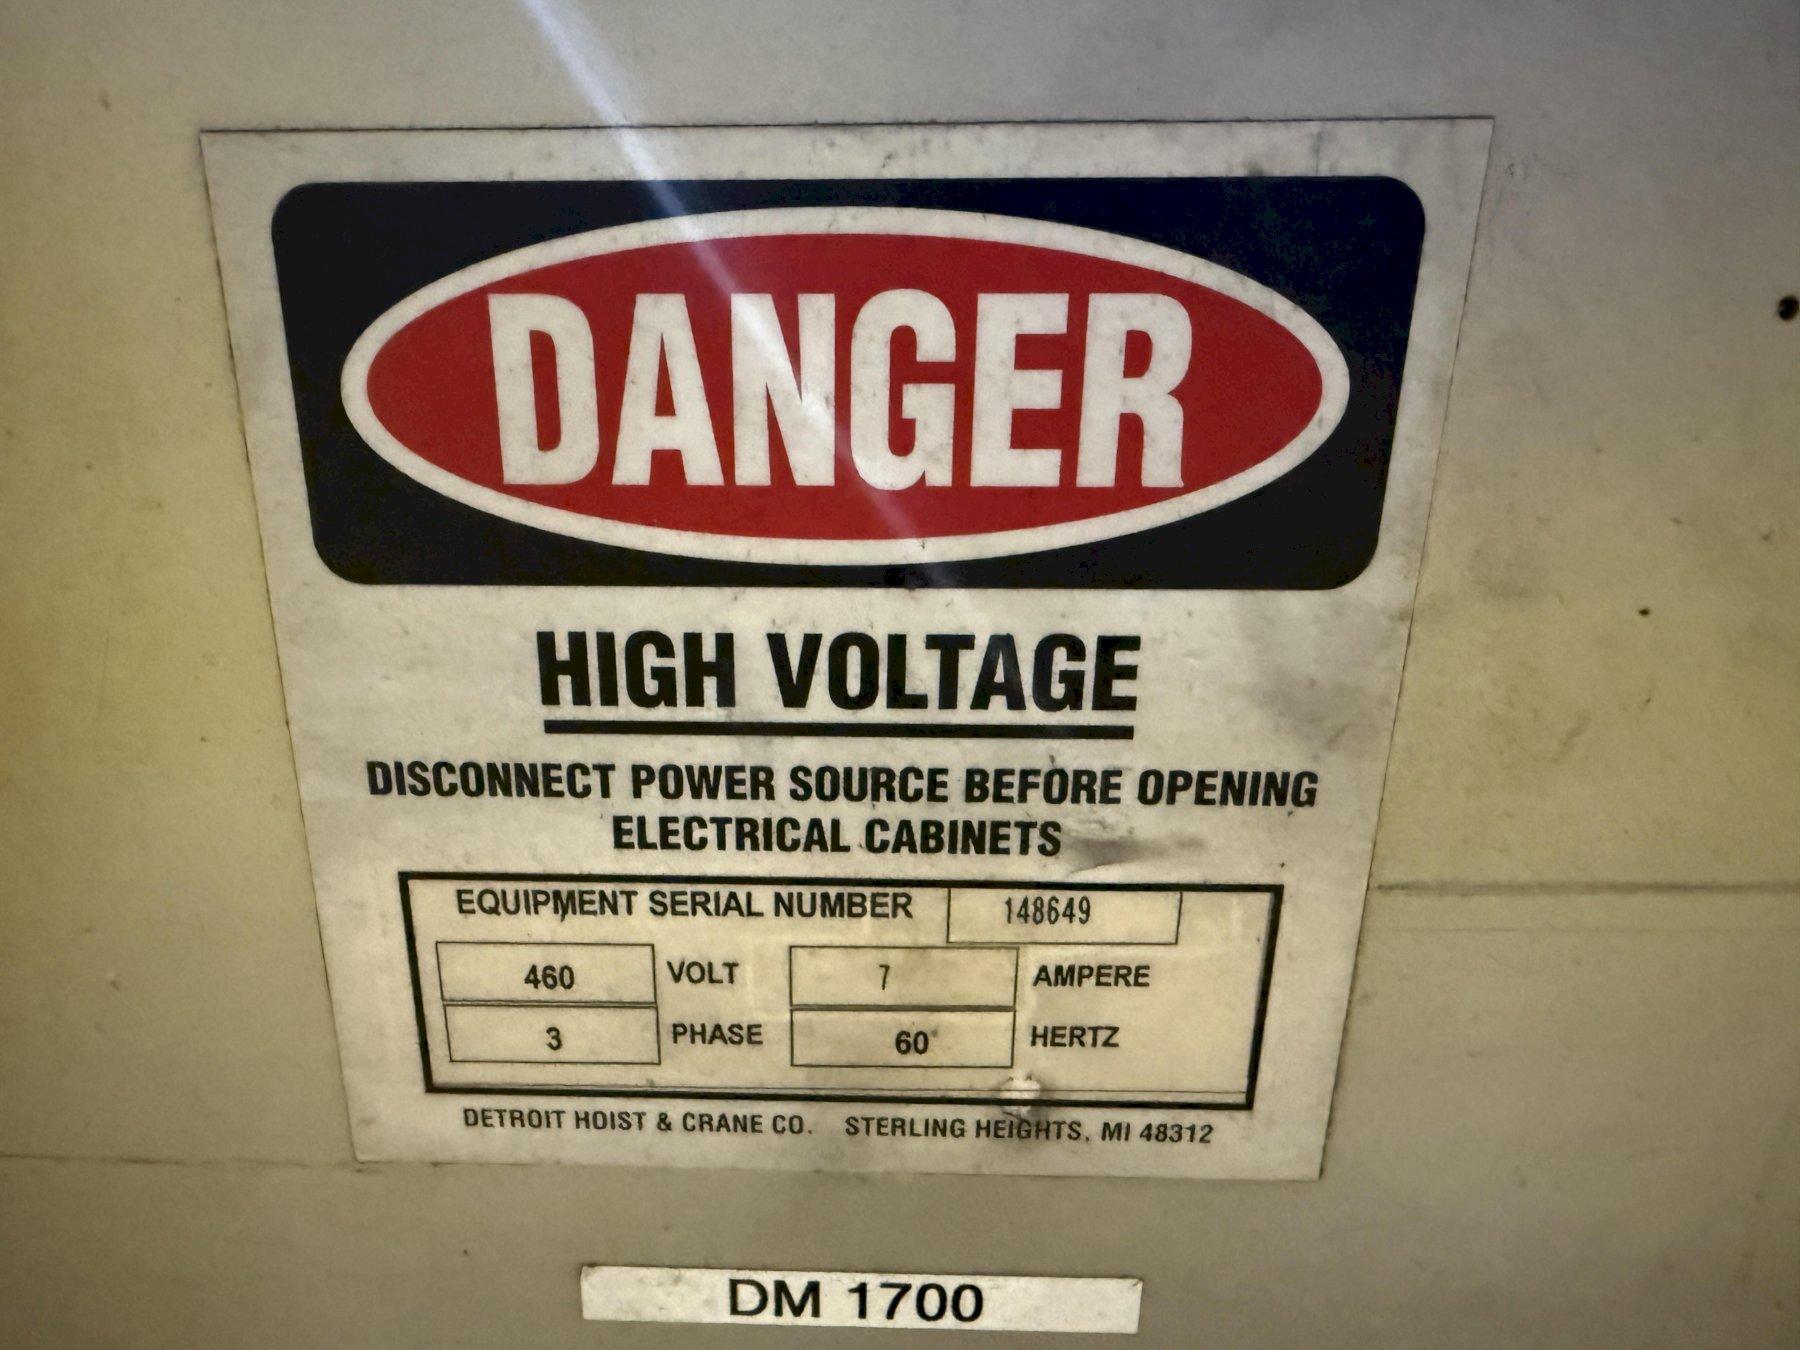 DANGER
HIGH VOLTAGE
DISCONNECT POWER SOURCE BEFORE OPENING
ELECTRICAL CABINETS
EQUIPMENT SERIAL NUMBER 148649
460 VOLT 7 AMPERE
3 PHASE 60 HERTZ
DETROIT HOIST & CRANE CO. STERLING HEIGHTS, MI 48312
DM 1700